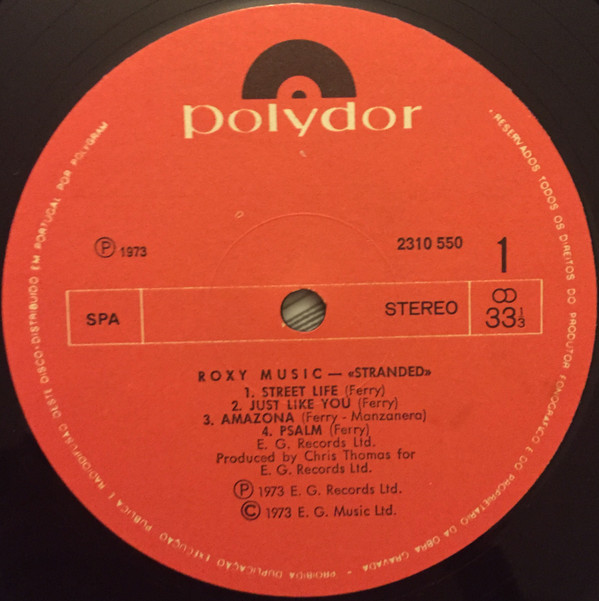 polydor
Ⓟ 1973
2310 550
1
SPA
STEREO
33⅓
ROXY MUSIC — «STRANDED»
1. STREET LIFE (Ferry)
2. JUST LIKE YOU (Ferry)
3. AMAZONA (Ferry - Manzanera)
4. PSALM (Ferry)
E. G. Records Ltd.
Produced by Chris Thomas for
E. G. Records Ltd.
Ⓟ 1973 E. G. Records Ltd.
© 1973 E. G. Music Ltd.
• RESERVADOS TODOS OS DIREITOS DO PRODUTOR FONOGRÁFICO E DO PROPRIETÁRIO DA OBRA GRAVADA • PROIBIDA DUPLICAÇÃO EXECUÇÃO PÚBLICA E RADIODIFUSÃO DESTE DISCO • DISTRIBUIDO EM PORTUGAL POR POLYGRAM